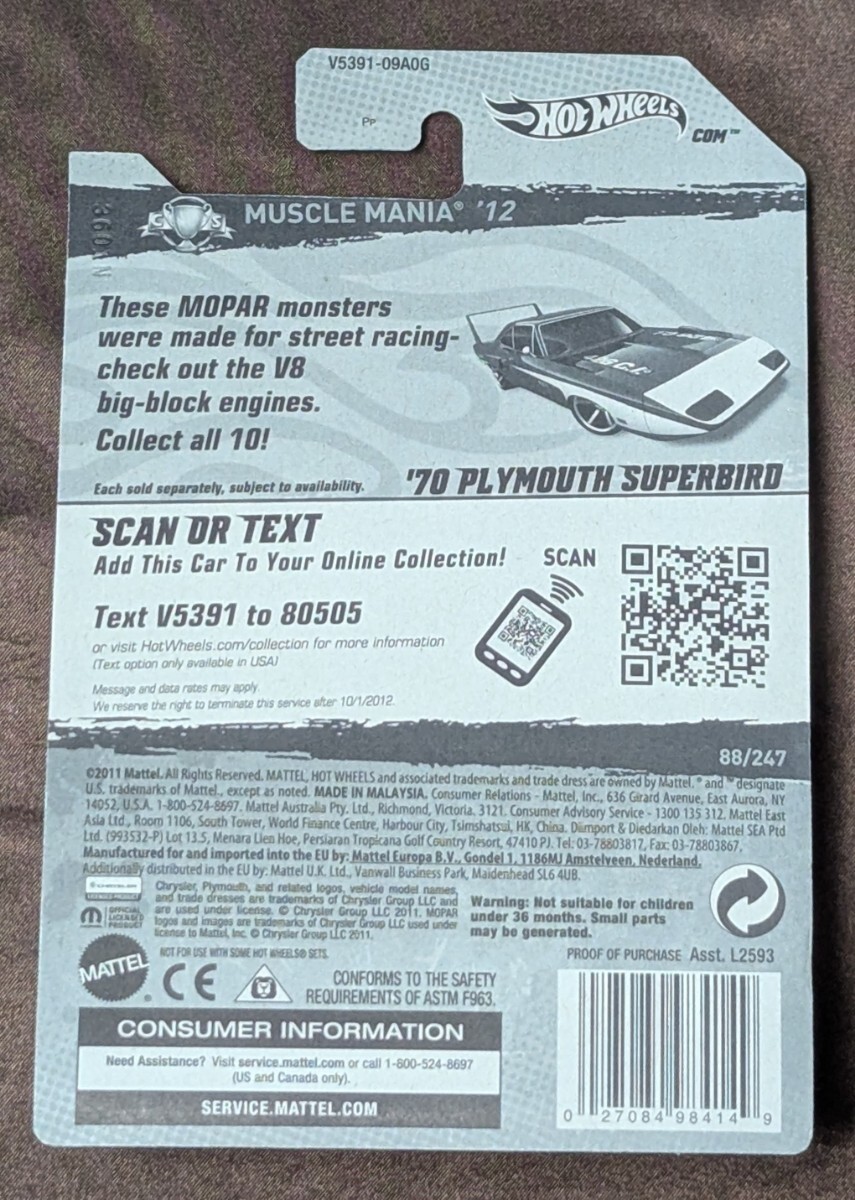 V5391-09A0G
Pp
HOT WHEELS
COM™
MUSCLE MANIA® '12
These MOPAR monsters
were made for street racing-
check out the V8
big-block engines.
Collect all 10!
Each sold separately, subject to availability.
'70 PLYMOUTH SUPERBIRD
SCAN OR TEXT
Add This Car To Your Online Collection!
SCAN
Text V5391 to 80505
or visit HotWheels.com/collection for more information
(Text option only available in USA)
Message and data rates may apply.
We reserve the right to terminate this service after 10/1/2012.
88/247
©2011 Mattel. All Rights Reserved. MATTEL, HOT WHEELS and associated trademarks and trade dress are owned by Mattel. ® and ™ designate
U.S. trademarks of Mattel., except as noted. MADE IN MALAYSIA. Consumer Relations - Mattel, Inc., 636 Girard Avenue, East Aurora, NY
14052, U.S.A. 1-800-524-8697. Mattel Australia Pty. Ltd., Richmond, Victoria. 3121. Consumer Advisory Service - 1300 135 312. Mattel East
Asia Ltd., Room 1106, South Tower, World Finance Centre, Harbour City, Tsimshatsui, HK, China. Diimport & Diedarkan Oleh: Mattel SEA Ptd
Ltd. (993532-P) Lot 13.5, Menara Lien Hoe, Persiaran Tropicana Golf Country Resort, 47410 PJ. Tel: 03-78803817, Fax: 03-78803867.
Manufactured for and imported into the EU by: Mattel Europa B.V., Gondel 1, 1186MJ Amstelveen, Nederland.
Additionally distributed in the EU by: Mattel U.K. Ltd., Vanwall Business Park, Maidenhead SL6 4UB.
LICENSED PRODUCT
OFFICIAL
LICENSED
PRODUCT
Chrysler, Plymouth, and related logos, vehicle model names,
and trade dresses are trademarks of Chrysler Group LLC and
are used under license. © Chrysler Group LLC 2011. MOPAR
logos and images are trademarks of Chrysler Group LLC used under
license to Mattel, Inc. © Chrysler Group LLC 2011.
Warning: Not suitable for children
under 36 months. Small parts
may be generated.
NOT FOR USE WITH SOME HOT WHEELS® SETS.
PROOF OF PURCHASE Asst. L2593
MATTEL
CE
CONFORMS TO THE SAFETY
REQUIREMENTS OF ASTM F963.
CONSUMER INFORMATION
Need Assistance? Visit service.mattel.com or call 1-800-524-8697
(US and Canada only).
SERVICE.MATTEL.COM
0 27084 98414 9